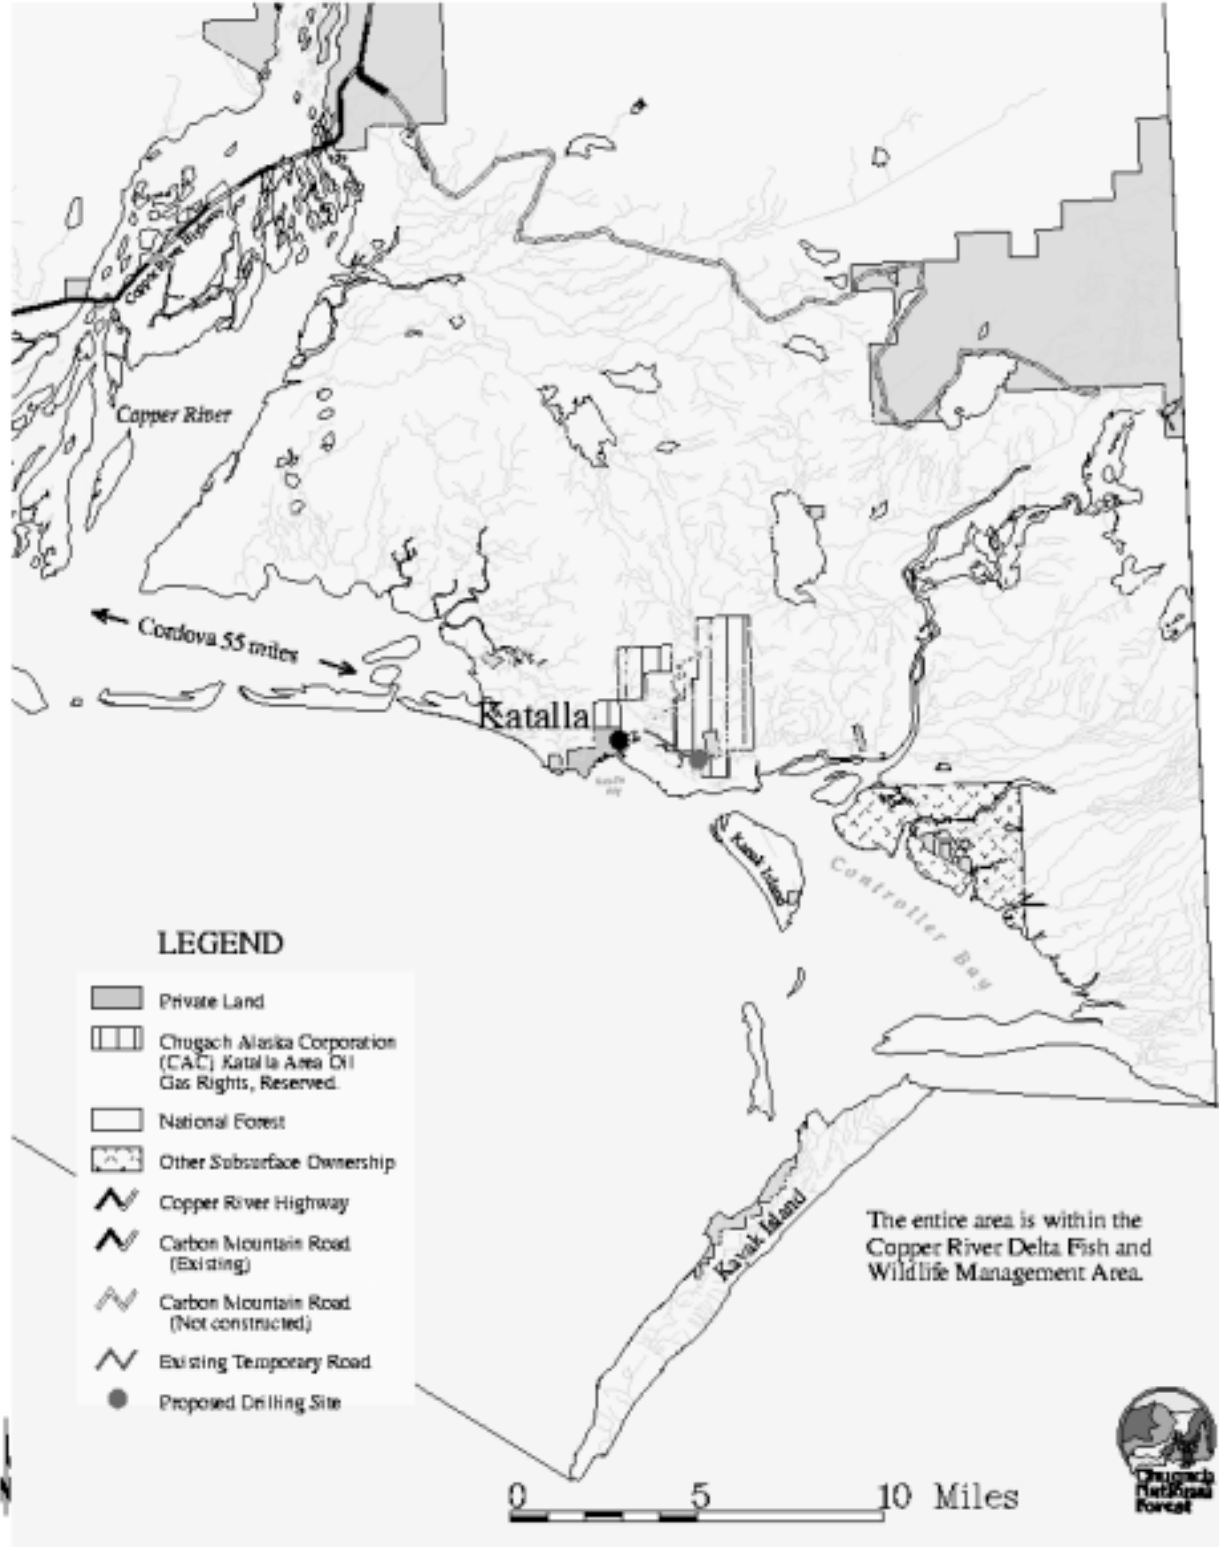 Copper River
Cordova 55 miles
Katalla
Kanak Island
Controller Bay
LEGEND
Private Land
Chugach Alaska Corporation
(CAC) Katalla Area Oil
Gas Rights, Reserved.
National Forest
Other Subsurface Ownership
Copper River Highway
Carbon Mountain Road
(Existing)
Carbon Mountain Road
(Not constructed)
Existing Temporary Road
Proposed Drilling Site
Kayak Island
The entire area is within the
Copper River Delta Fish and
Wildlife Management Area.
0 5 10 Miles
Chugach
National
Forest